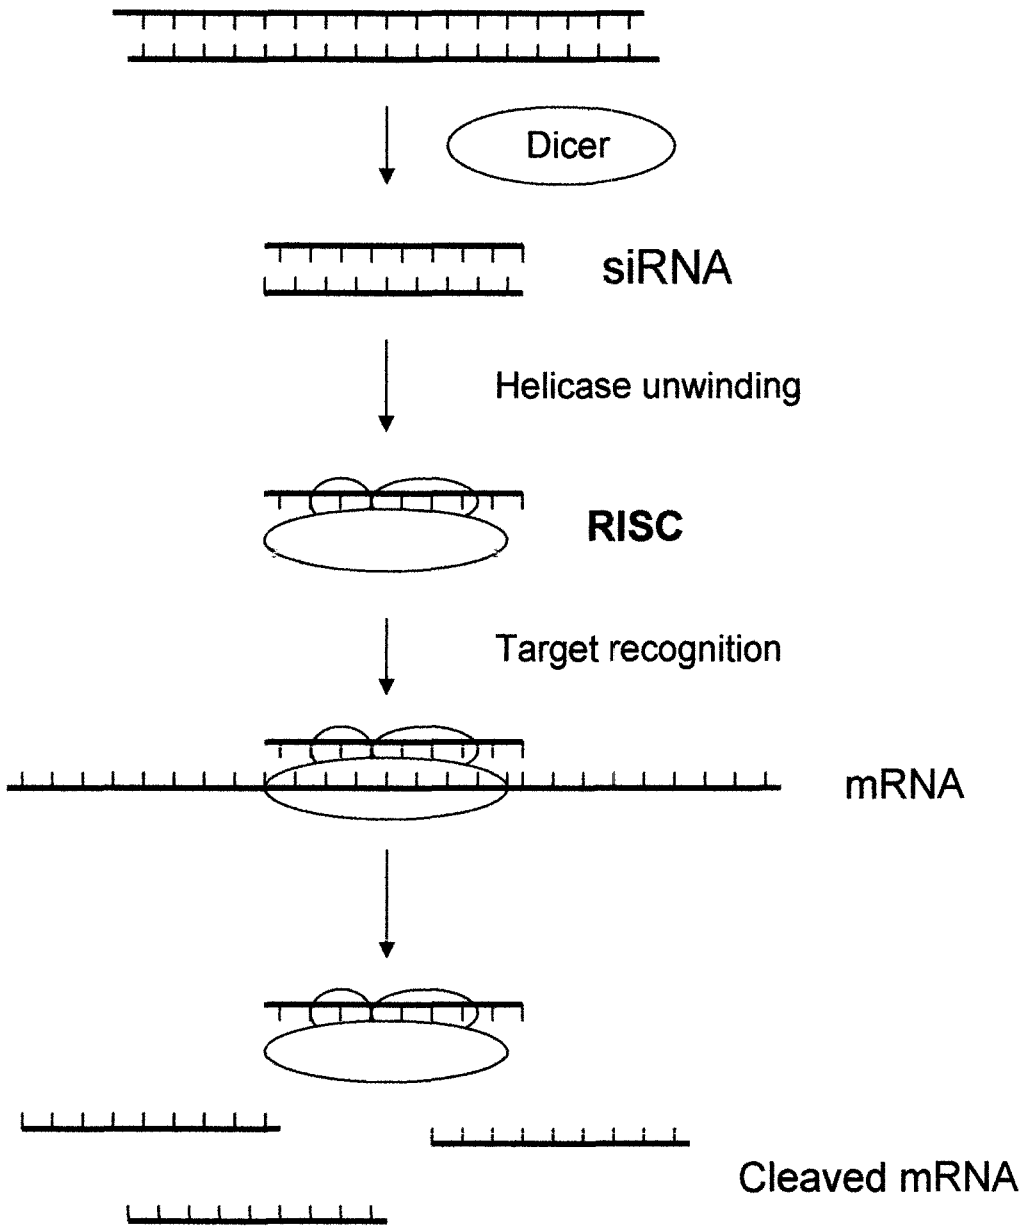 Dicer
siRNA
Helicase unwinding
RISC
Target recognition
mRNA
Cleaved mRNA